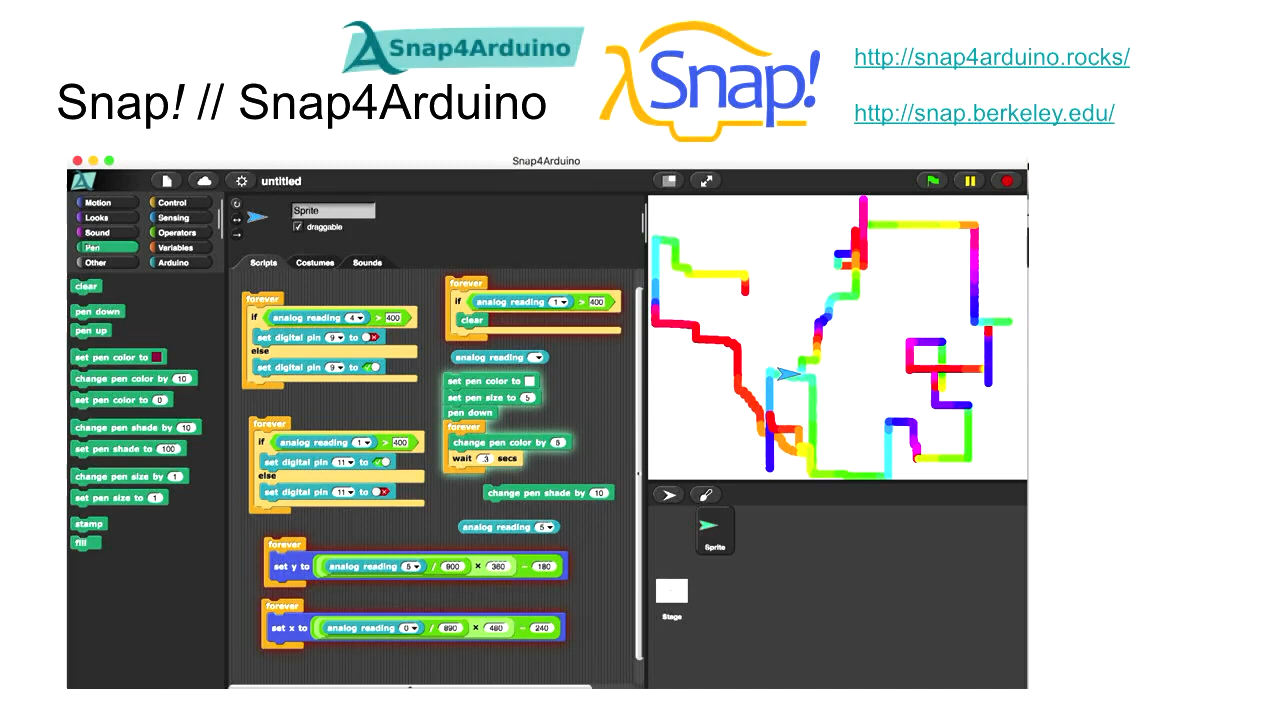 Snap4Arduino
Snap!
http://snap4arduino.rocks/
Snap! // Snap4Arduino
http://snap.berkeley.edu/
Snap4Arduino
untitled
Motion
Control
Looks
Sensing
Sound
Operators
Pen
Variables
Other
Arduino
Sprite
draggable
Scripts Costumes Sounds
clear
pen down
pen up
set pen color to
change pen color by 10
set pen color to 0
change pen shade by 10
set pen shade to 100
change pen size by 1
set pen size to 1
stamp
fill
forever
if analog reading 4 > 400
set digital pin 9 to
else
set digital pin 9 to
forever
if analog reading 1 > 400
set digital pin 11 to
else
set digital pin 11 to
forever
set y to analog reading 5 / 900 × 360 - 180
forever
set x to analog reading 0 / 890 × 480 - 240
forever
if analog reading 1 > 400
clear
analog reading
set pen color to
set pen size to 5
pen down
forever
change pen color by 5
wait .3 secs
change pen shade by 10
analog reading 5
Sprite
Stage